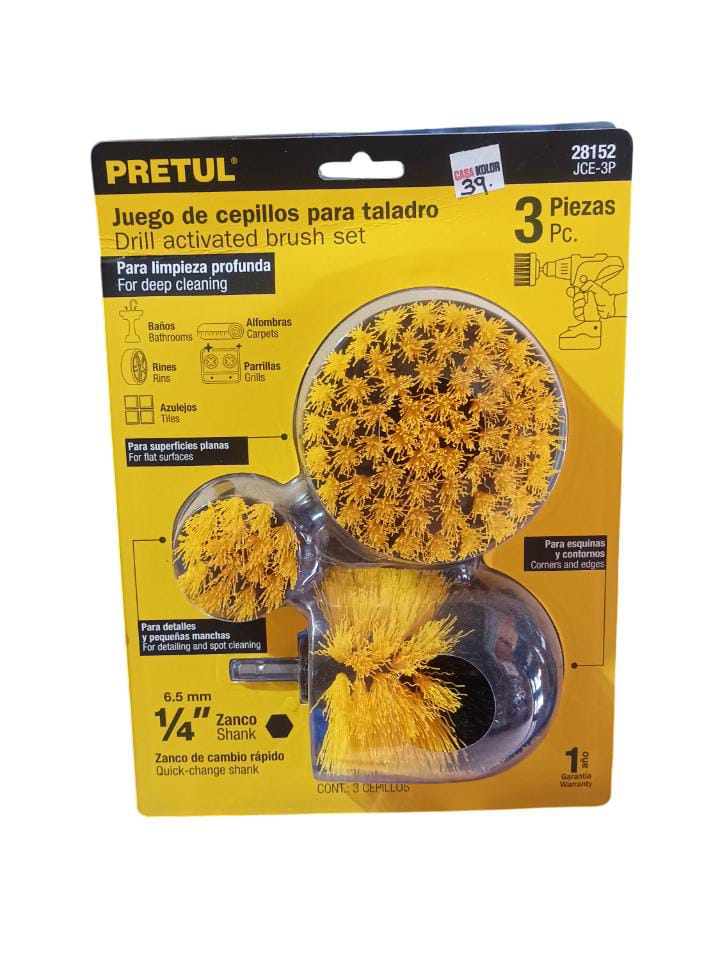 PRETUL®
28152
JCE-3P
CASA KOLOR
39.
Juego de cepillos para taladro
Drill activated brush set
3 Piezas
Pc.
Para limpieza profunda
For deep cleaning
Baños
Bathrooms
Alfombras
Carpets
Rines
Rins
Parrillas
Grills
Azulejos
Tiles
Para superficies planas
For flat surfaces
Para esquinas
y contornos
Corners and edges
Para detalles
y pequeñas manchas
For detailing and spot cleaning
6.5 mm
1/4" Zanco
Shank
Zanco de cambio rápido
Quick-change shank
1 año
Garantía
Warranty
CONT.: 3 CEPILLOS